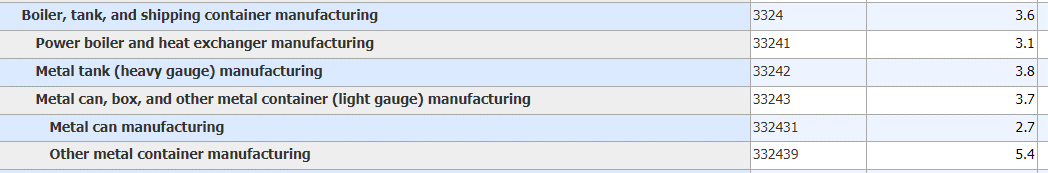 Boiler, tank, and shipping container manufacturing 3324 3.6
Power boiler and heat exchanger manufacturing 33241 3.1
Metal tank (heavy gauge) manufacturing 33242 3.8
Metal can, box, and other metal container (light gauge) manufacturing 33243 3.7
Metal can manufacturing 332431 2.7
Other metal container manufacturing 332439 5.4